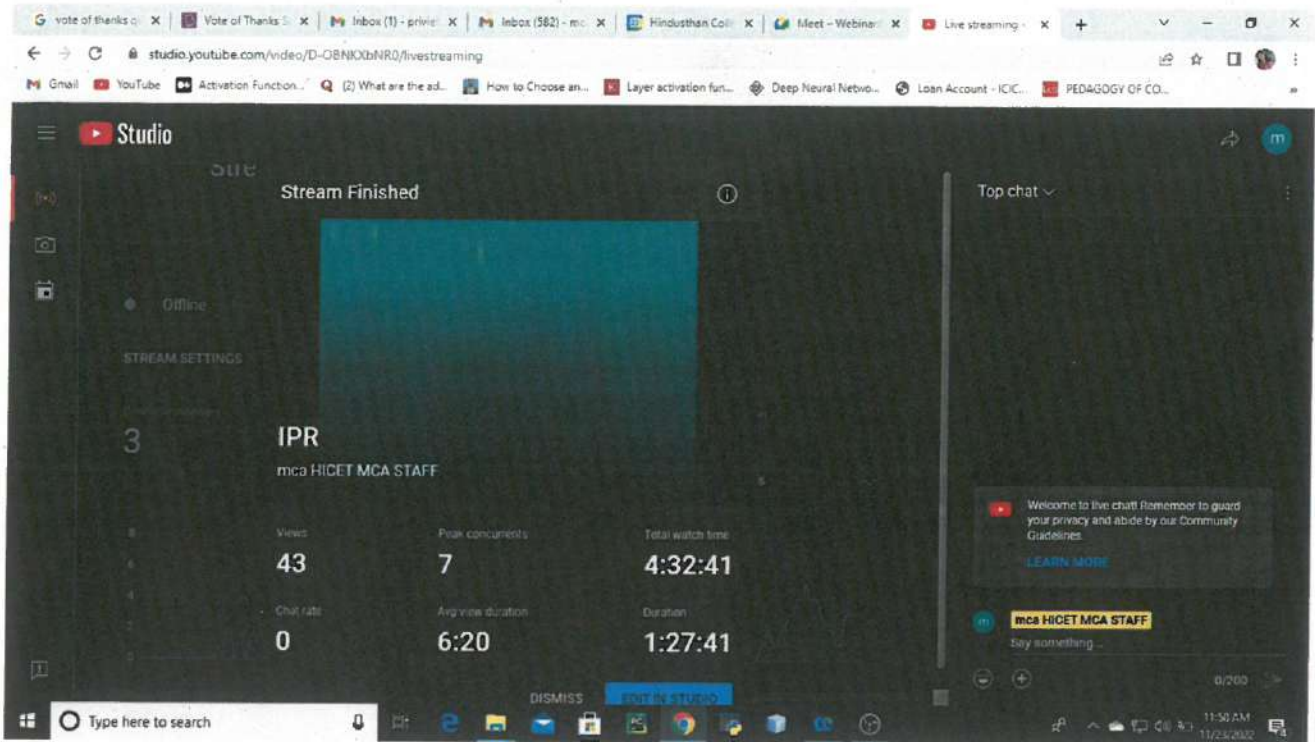 vote of thanks
Vote of Thanks
Inbox (1) - privie
Inbox (582) - mc
Hindusthan Coll
Meet – Webinar
Live streaming -
studio.youtube.com/video/D-OBNKXbNR0/livestreaming
Gmail
YouTube
Activation Function...
(2) What are the ad...
How to Choose an...
Layer activation fun...
Deep Neural Netwo...
Loan Account - ICIC...
PEDAGOGY OF CO...
Studio
Stre
Stream Finished
Top chat
Offline
STREAM SETTINGS
3
IPR
mca HICET MCA STAFF
Views
Peak concurrents
Total watch time
43
7
4:32:41
Chat rate
Avg view duration
Duration
0
6:20
1:27:41
DISMISS
EDIT IN STUDIO
Welcome to live chat! Remember to guard
your privacy and abide by our Community
Guidelines.
LEARN MORE
m
mca HICET MCA STAFF
Say something...
0/200
Type here to search
11:50 AM
11/23/2022